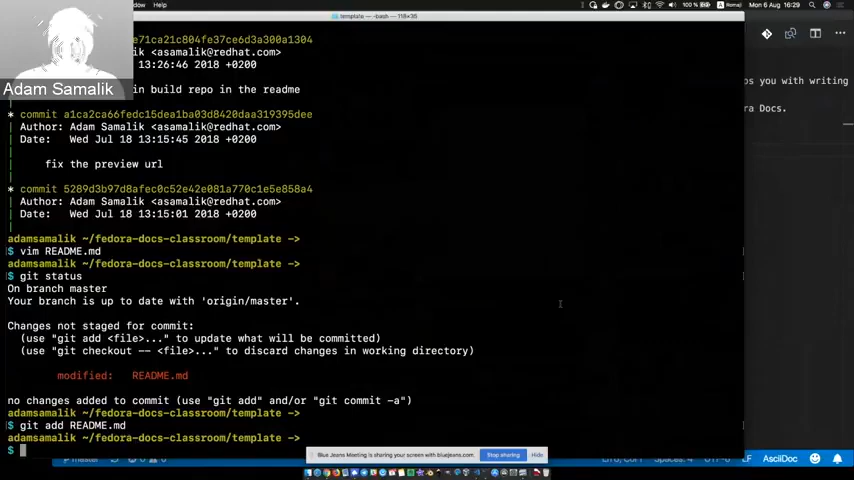 ndow Help
100 % Roma) Mon 6 Aug 16:29
template — -bash — 118×36
e71ca21c804fe37ce6d3a300a1304
ik <asamalik@redhat.com>
13:26:46 2018 +0200
in build repo in the readme
Adam Samalik
* commit a1ca2ca66fedc15dea1ba03d8420daa319395dee
| Author: Adam Samalik <asamalik@redhat.com>
| Date: Wed Jul 18 13:15:45 2018 +0200
|
| fix the preview url
|
* commit 5289d3b97d8afec0c52e42e081a770c1e5e858a4
| Author: Adam Samalik <asamalik@redhat.com>
| Date: Wed Jul 18 13:15:01 2018 +0200
|
adamsamalik ~/fedora-docs-classroom/template ->
$ vim README.md
adamsamalik ~/fedora-docs-classroom/template ->
$ git status
On branch master
Your branch is up to date with 'origin/master'.
Changes not staged for commit:
(use "git add <file>..." to update what will be committed)
(use "git checkout -- <file>..." to discard changes in working directory)
modified: README.md
no changes added to commit (use "git add" and/or "git commit -a")
adamsamalik ~/fedora-docs-classroom/template ->
$ git add README.md
adamsamalik ~/fedora-docs-classroom/template ->
$
ps you with writing
ra Docs.
Blue Jeans Meeting is sharing your screen with bluejeans.com. Stop sharing Hide
master
Spaces: 4
LF AsciiDoc